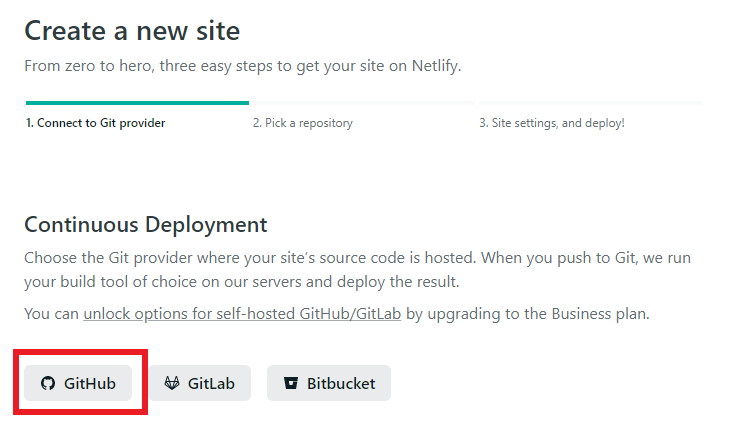 Create a new site
From zero to hero, three easy steps to get your site on Netlify.
1. Connect to Git provider
2. Pick a repository
3. Site settings, and deploy!
Continuous Deployment
Choose the Git provider where your site's source code is hosted. When you push to Git, we run
your build tool of choice on our servers and deploy the result.
You can unlock options for self-hosted GitHub/GitLab by upgrading to the Business plan.
GitHub
GitLab
Bitbucket